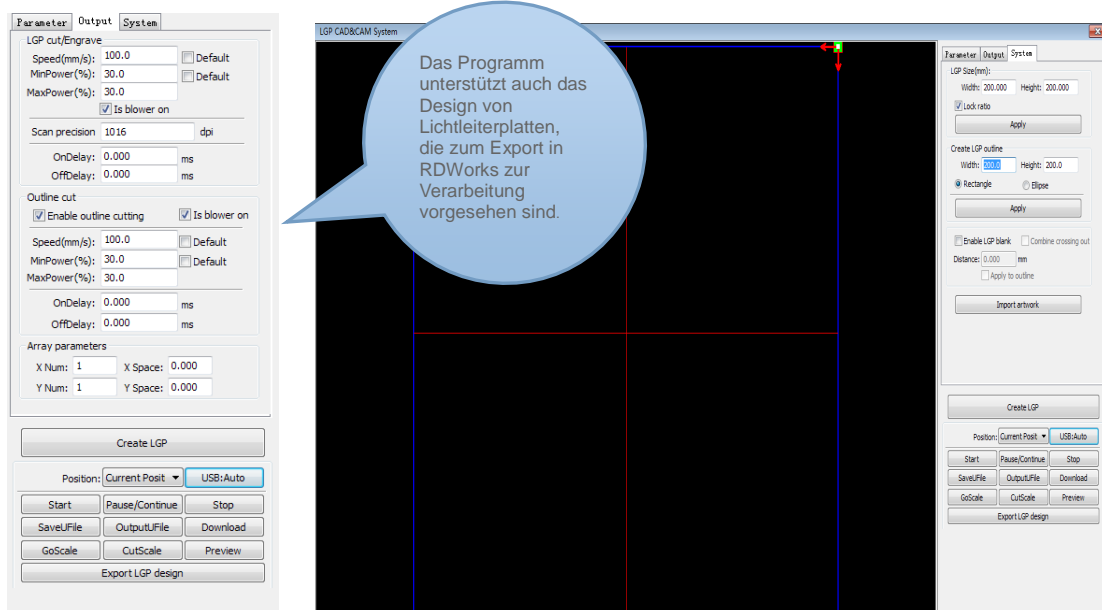 Parameter Output System
LGP cut/Engrave
Speed(mm/s): 100.0 Default
MinPower(%): 30.0 Default
MaxPower(%): 30.0
Is blower on
Scan precision 1016 dpi
OnDelay: 0.000 ms
OffDelay: 0.000 ms
Outline cut
Enable outline cutting Is blower on
Speed(mm/s): 100.0 Default
MinPower(%): 30.0 Default
MaxPower(%): 30.0
OnDelay: 0.000 ms
OffDelay: 0.000 ms
Array parameters
X Num: 1 X Space: 0.000
Y Num: 1 Y Space: 0.000
Create LGP
Position: Current Posit USB:Auto
Start Pause/Continue Stop
SaveUFile OutputUFile Download
GoScale CutScale Preview
Export LGP design
LGP CAD&CAM System
Das Programm
unterstützt auch das
Design von
Lichtleiterplatten,
die zum Export in
RDWorks zur
Verarbeitung
vorgesehen sind.
Parameter Output System
LGP Size(mm):
Width: 200.000 Height: 200.000
Lock ratio
Apply
Create LGP outline
Width: 200.0 Height: 200.0
Rectangle Ellipse
Apply
Enable LGP blank Combine crossing out
Distance: 0.000 mm
Apply to outline
Import artwork
Create LGP
Position: Current Posit USB:Auto
Start Pause/Continue Stop
SaveUFile OutputUFile Download
GoScale CutScale Preview
Export LGP design